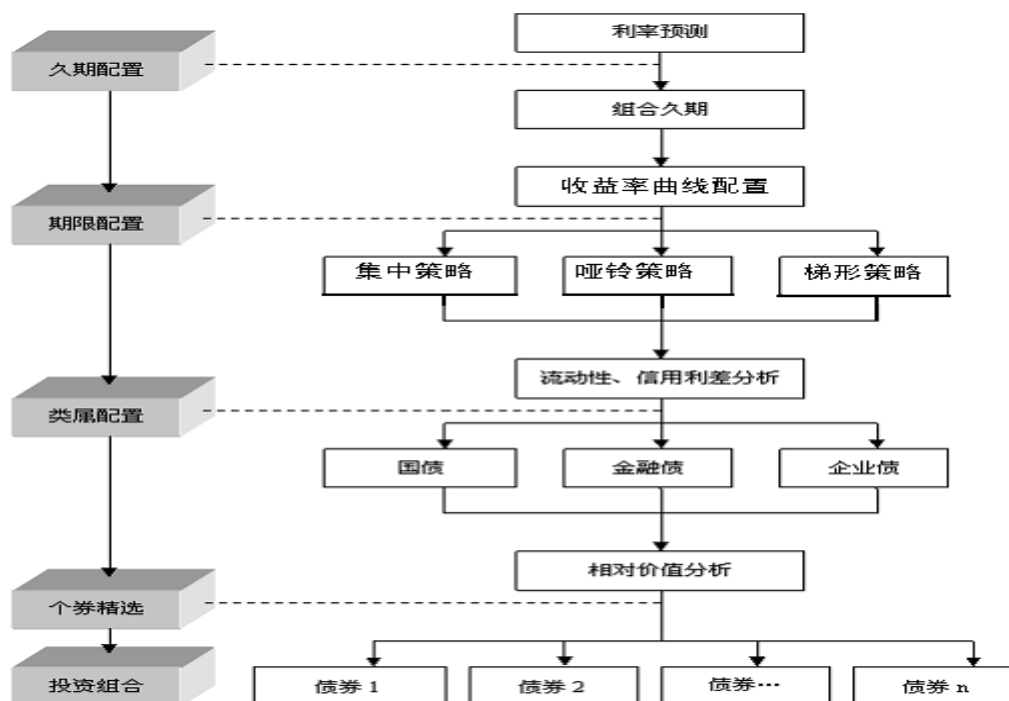 利率预测
久期配置
组合久期
收益率曲线配置
期限配置
集中策略
哑铃策略
梯形策略
流动性、信用利差分析
类属配置
国债
金融债
企业债
相对价值分析
个券精选
投资组合
债券 1
债券 2
债券…
债券 n